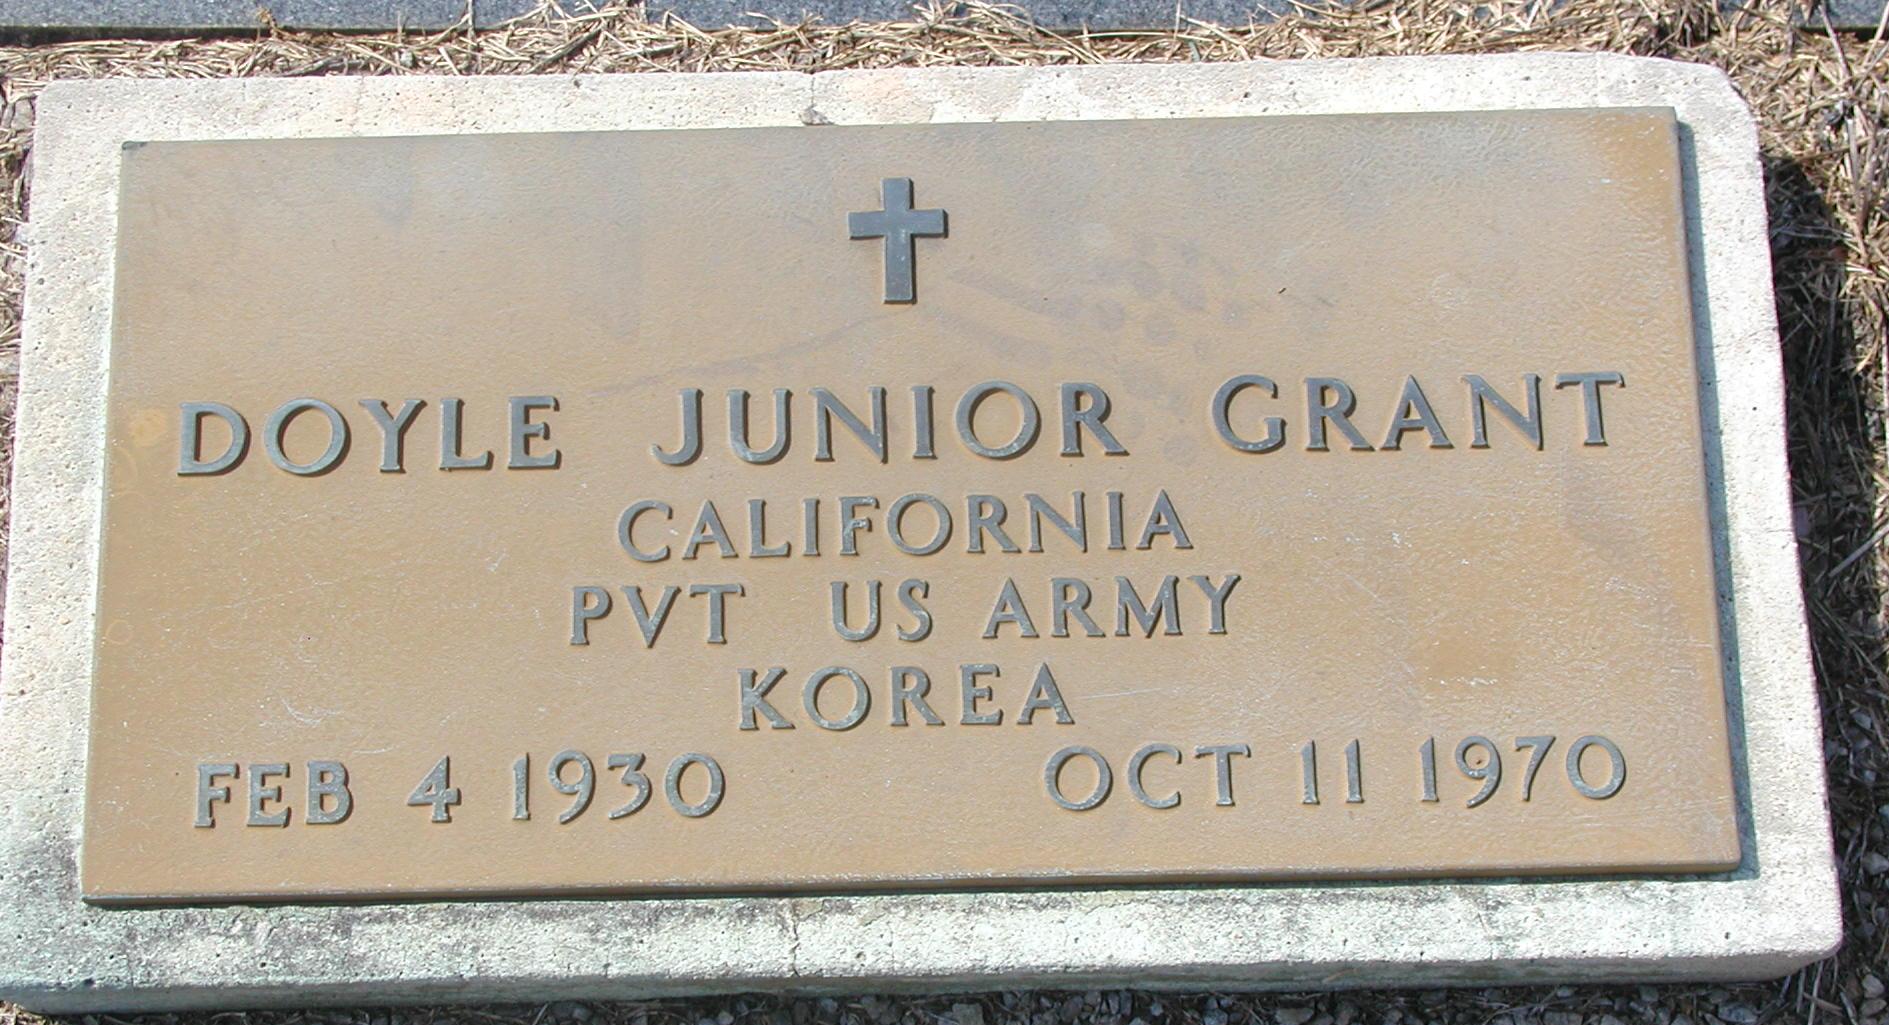 DOYLE JUNIOR GRANT
CALIFORNIA
PVT US ARMY
KOREA
FEB 4 1930 OCT 11 1970